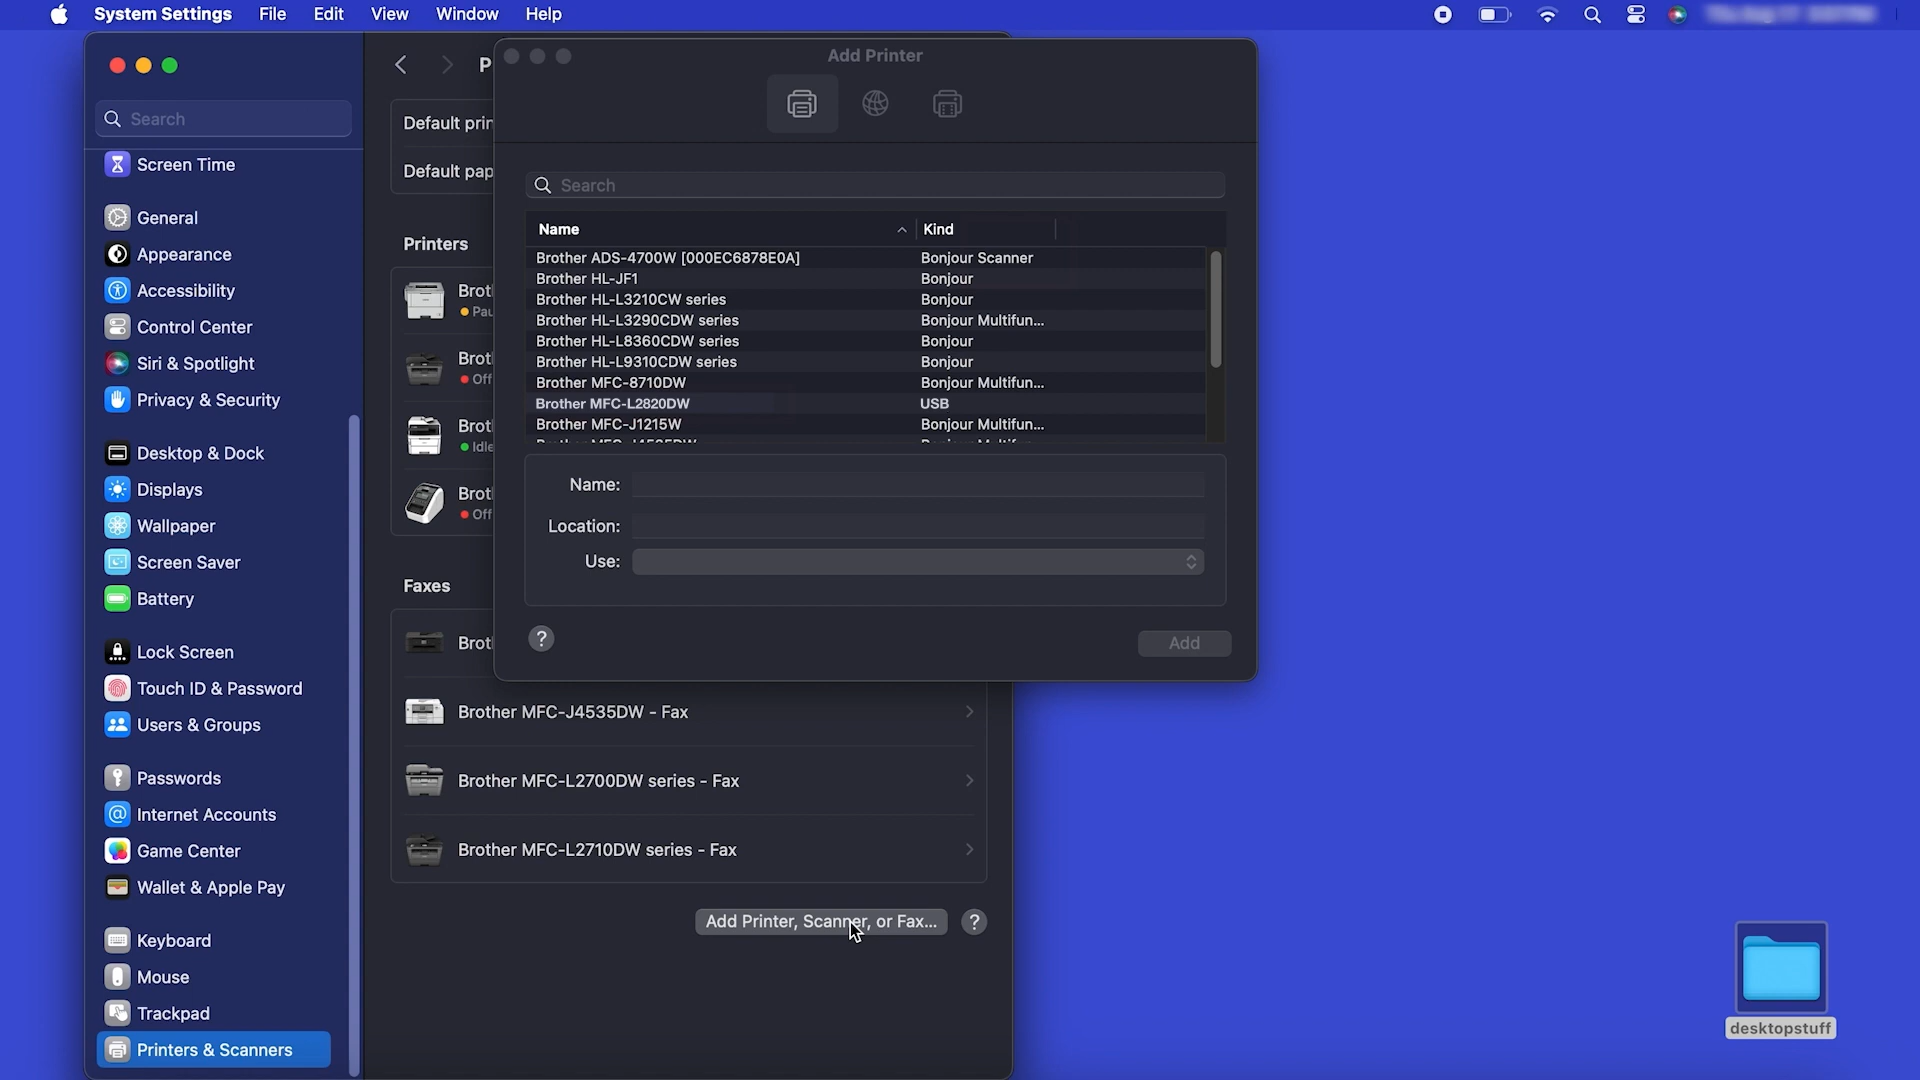 System Settings File Edit View Window Help
Search
Screen Time
General
Appearance
Accessibility
Control Center
Siri & Spotlight
Privacy & Security
Desktop & Dock
Displays
Wallpaper
Screen Saver
Battery
Lock Screen
Touch ID & Password
Users & Groups
Passwords
Internet Accounts
Game Center
Wallet & Apple Pay
Keyboard
Mouse
Trackpad
Printers & Scanners
P
Default prin
Default pap
Printers
Brot
Pau
Brot
Off
Brot
Idle
Brot
Off
Faxes
Brot
Brother MFC-J4535DW - Fax
Brother MFC-L2700DW series - Fax
Brother MFC-L2710DW series - Fax
Add Printer, Scanner, or Fax... ?
Add Printer
Search
Name Kind
Brother ADS-4700W [000EC6878E0A] Bonjour Scanner
Brother HL-JF1 Bonjour
Brother HL-L3210CW series Bonjour
Brother HL-L3290CDW series Bonjour Multifun...
Brother HL-L8360CDW series Bonjour
Brother HL-L9310CDW series Bonjour
Brother MFC-8710DW Bonjour Multifun...
Brother MFC-L2820DW USB
Brother MFC-J1215W Bonjour Multifun...
Name:
Location:
Use:
? Add
desktopstuff